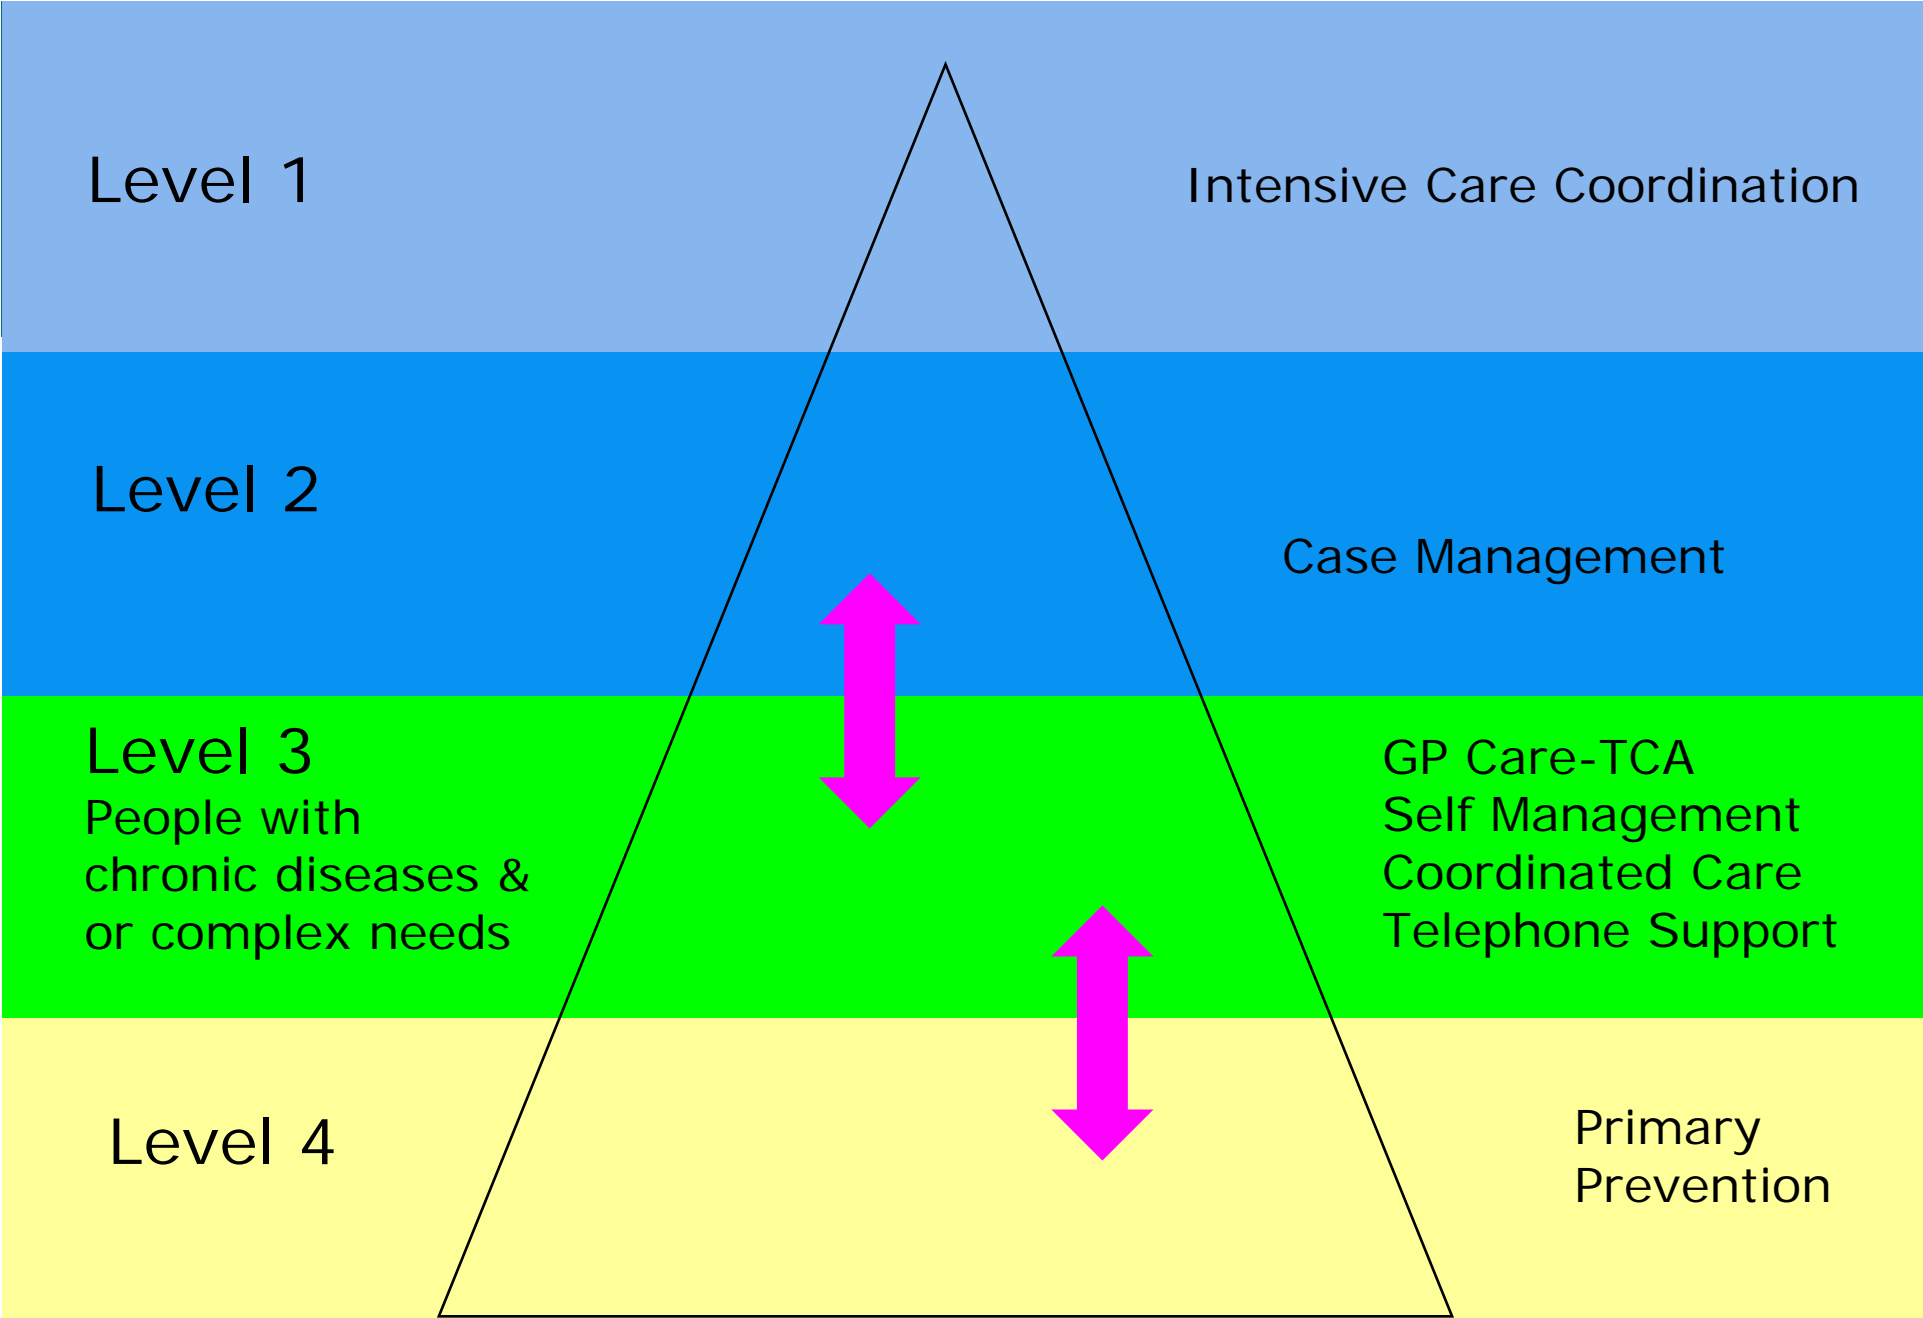 Level 1
Intensive Care Coordination
Level 2
Case Management
Level 3
People with
chronic diseases &
or complex needs
GP Care-TCA
Self Management
Coordinated Care
Telephone Support
Level 4
Primary
Prevention